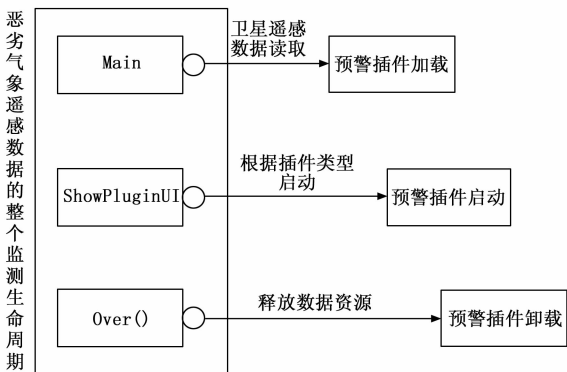 恶劣气象遥感数据的整个监测生命周期
Main
卫星遥感
数据读取
预警插件加载
ShowPluginUI
根据插件类型
启动
预警插件启动
Over()
释放数据资源
预警插件卸载